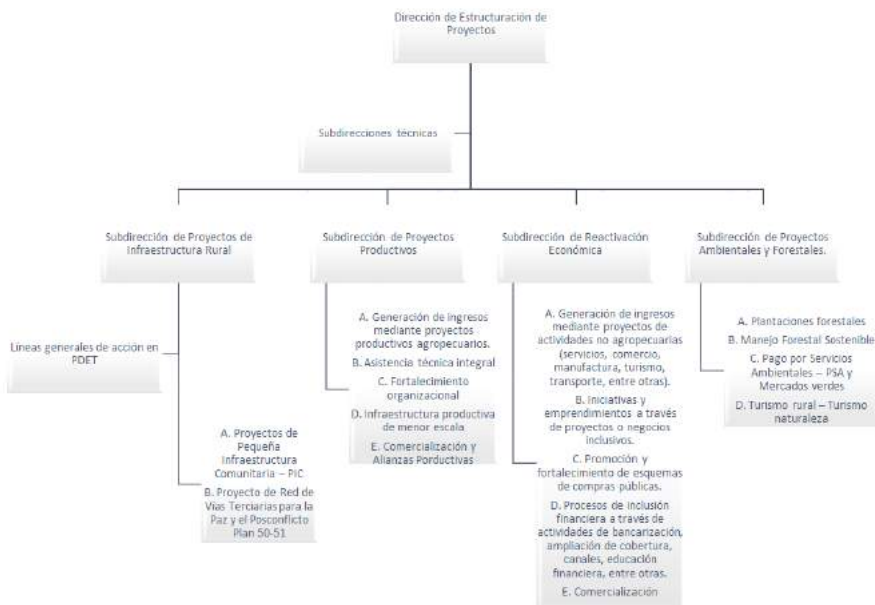 Dirección de Estructuración de
Proyectos
Subdirecciones técnicas
Subdirección de Proyectos de
Infraestructura Rural
Subdirección de Proyectos
Productivos
Subdirección de Reactivación
Económica
Subdirección de Proyectos
Ambientales y Forestales.
Líneas generales de acción en
PDET
A. Proyectos de
Pequeña
Infraestructura
Comunitaria – PIC
B. Proyecto de Red de
Vías Terciarias para la
Paz y el Posconflicto
Plan 50-51
A. Generación de ingresos
mediante proyectos
productivos agropecuarios.
B. Asistencia técnica integral
C. Fortalecimiento
organizacional
D. Infraestructura productiva
de menor escala
E. Comercialización y
Alianzas Porductivas
A. Generación de ingresos
mediante proyectos de
actividades no agropecuarias
(servicios, comercio,
manufactura, turismo,
transporte, entre otras).
B. Iniciativas y
emprendimientos a través
de proyectos o negocios
inclusivos.
C. Promoción y
fortalecimiento de esquemas
de compras públicas.
D. Procesos de inclusión
financiera a través de
actividades de bancarización,
ampliación de cobertura,
canales, educación
financiera, entre otras.
E. Comercialización
A. Plantaciones forestales
B. Manejo Forestal Sostenible
C. Pago por Servicios
Ambientales – PSA y
Mercados verdes
D. Turismo rural – Turismo
naturaleza